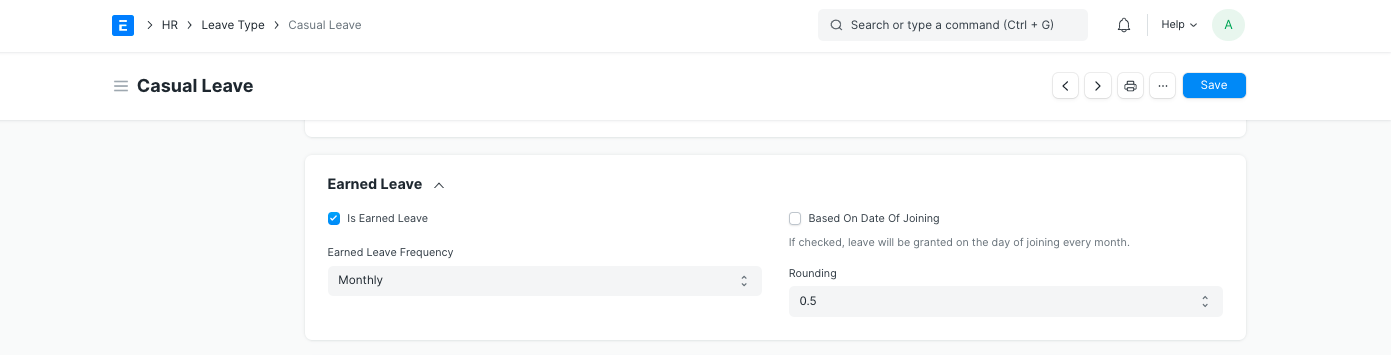 E
HR
Leave Type
Casual Leave
Search or type a command (Ctrl + G)
Help
A
Casual Leave
...
Save
Earned Leave
Is Earned Leave
Based On Date Of Joining
If checked, leave will be granted on the day of joining every month.
Earned Leave Frequency
Monthly
Rounding
0.5